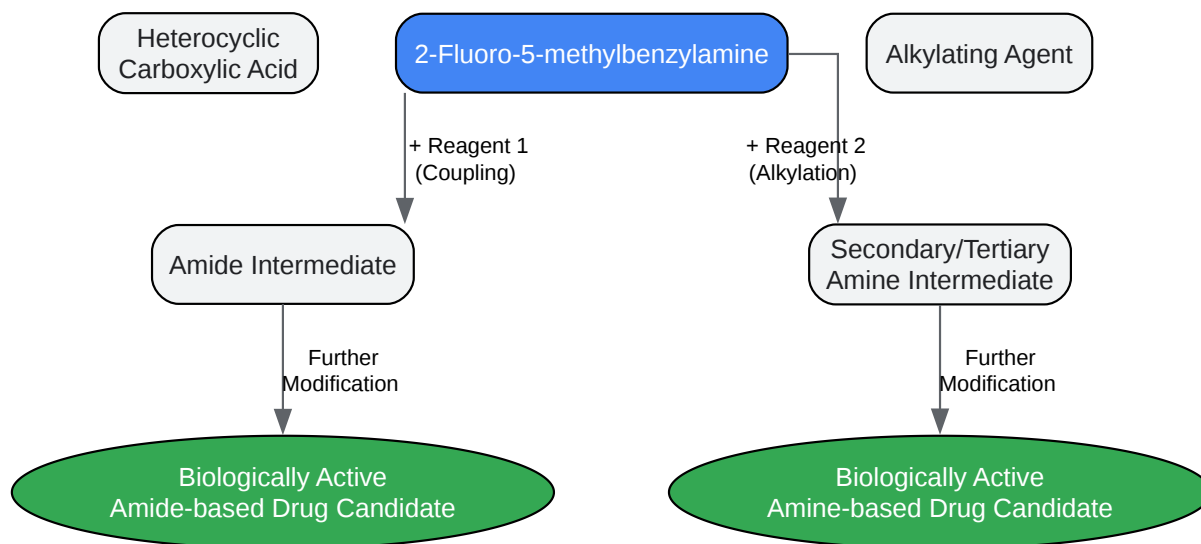 Heterocyclic
Carboxylic Acid
2-Fluoro-5-methylbenzylamine
Alkylating Agent
+ Reagent 1
(Coupling)
+ Reagent 2
(Alkylation)
Amide Intermediate
Secondary/Tertiary
Amine Intermediate
Further
Modification
Further
Modification
Biologically Active
Amide-based Drug Candidate
Biologically Active
Amine-based Drug Candidate